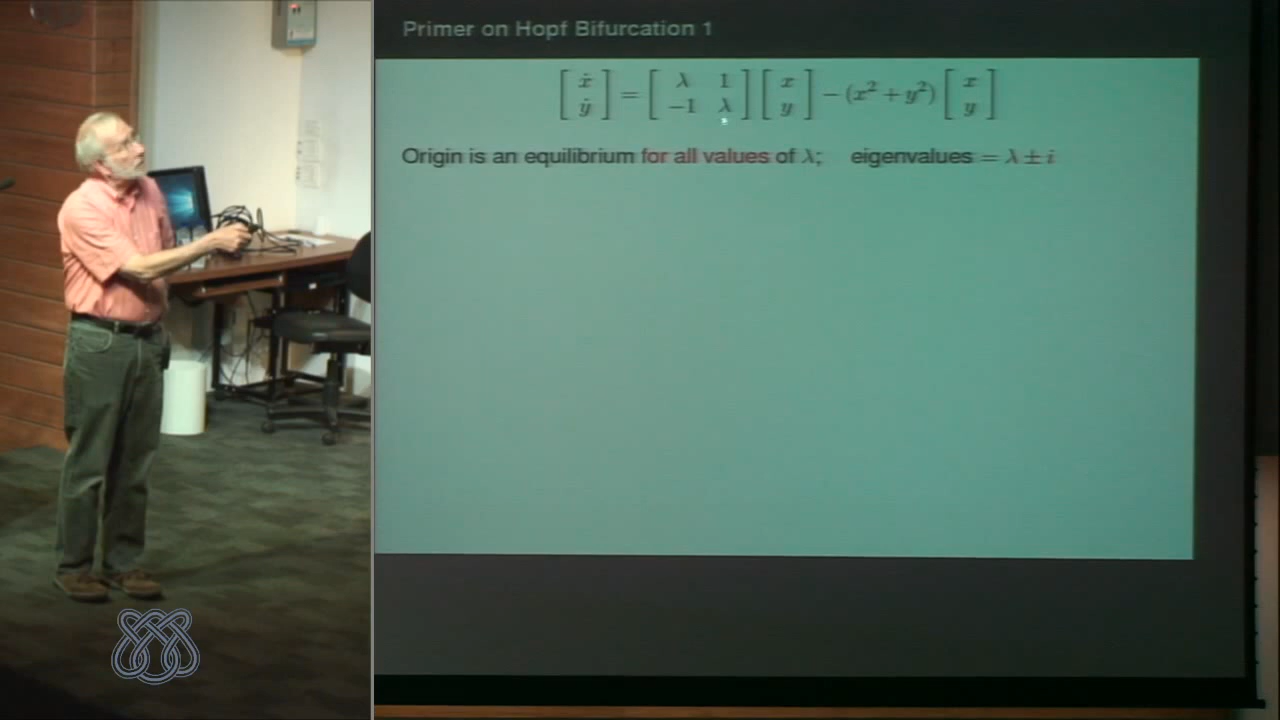 Primer on Hopf Bifurcation 1
[ẋ ẏ] = [λ 1 −1 λ] [x y] − (x² + y²) [x y]
Origin is an equilibrium for all values of λ; eigenvalues = λ ± i